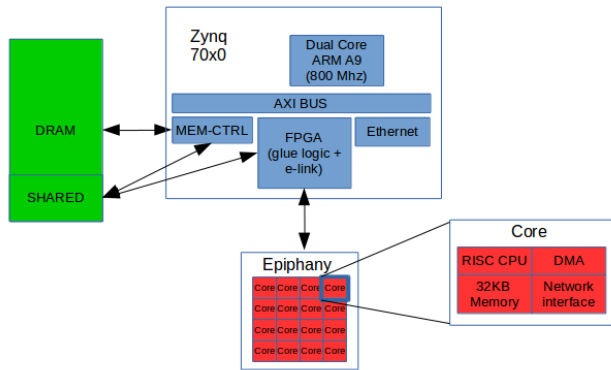 Zynq
70x0
Dual Core
ARM A9
(800 Mhz)
AXI BUS
DRAM
MEM-CTRL
FPGA
(glue logic +
e-link)
Ethernet
SHARED
Epiphany
Core Core Core Core
Core Core Core Core
Core Core Core Core
Core Core Core Core
Core
RISC CPU
DMA
32KB
Memory
Network
interface